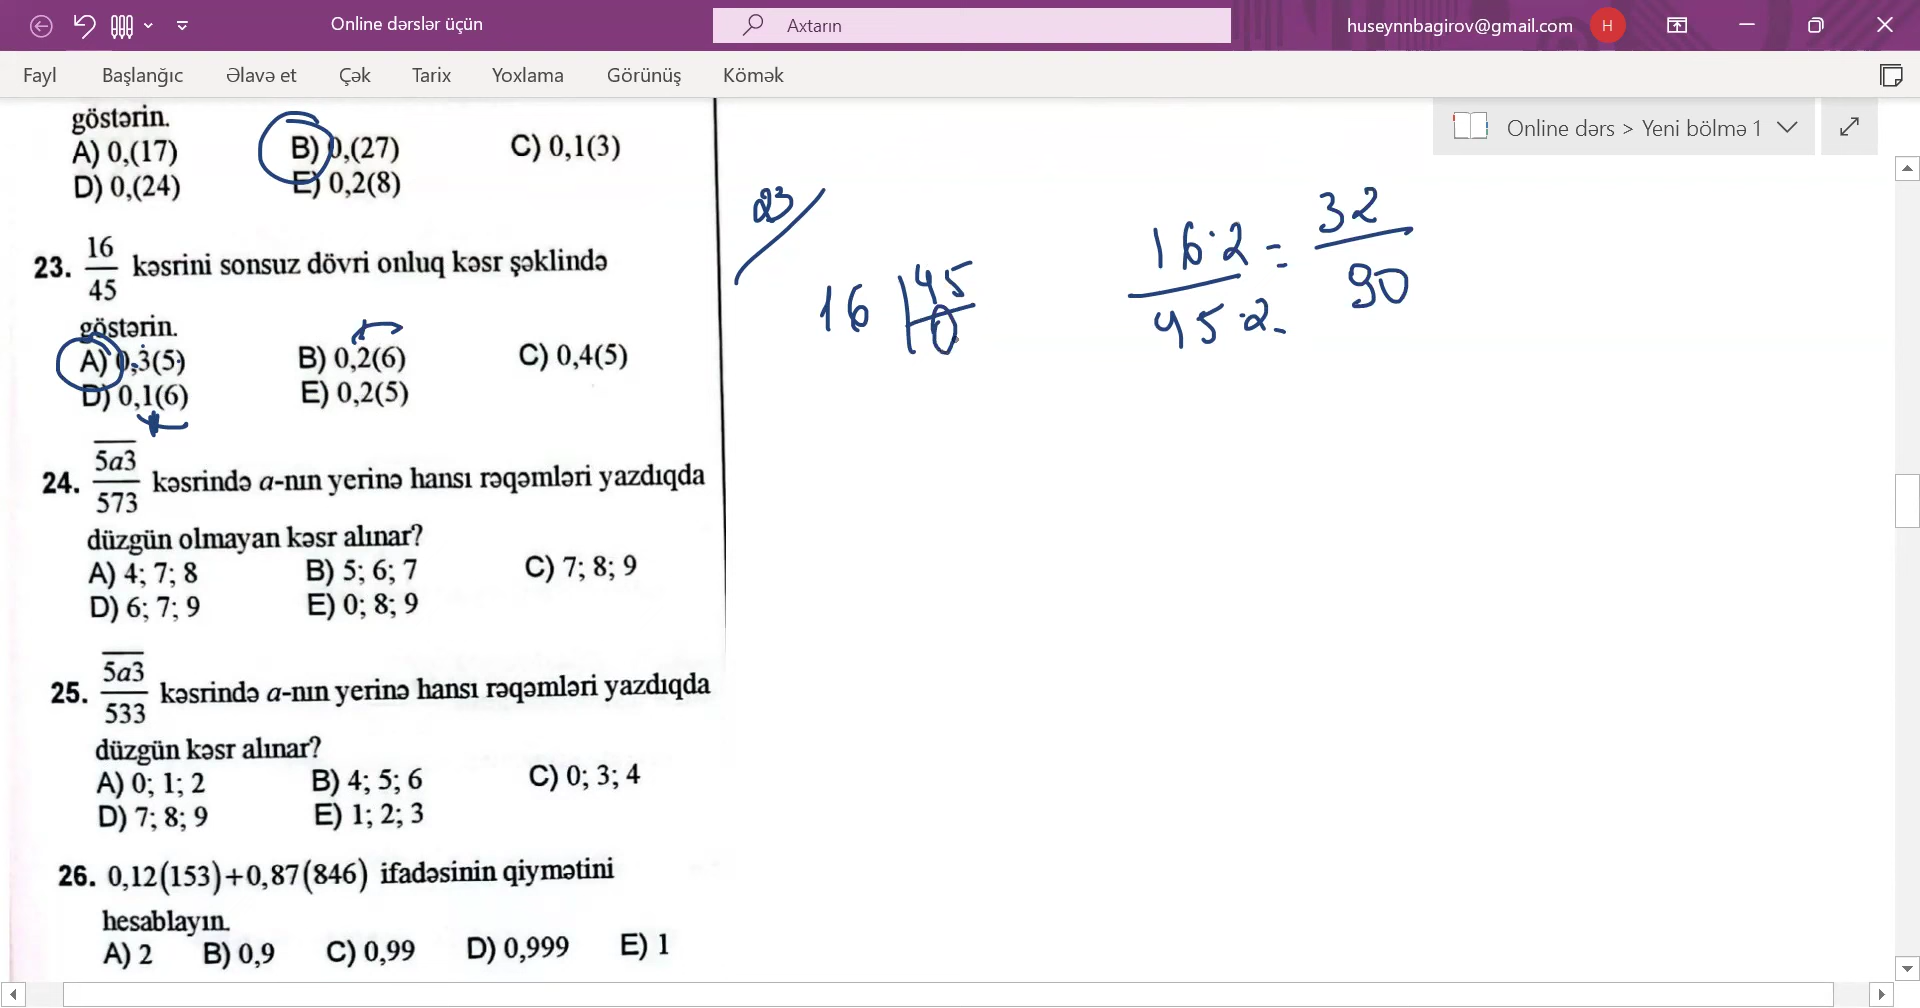 Online dərslər üçün
Axtarın
huseynnbagirov@gmail.com
H
Fayl Başlanğıc Əlavə et Çək Tarix Yoxlama Görünüş Kömək
Online dərs > Yeni bölmə 1
göstərin.
A) 0,(17) B) 0,(27) C) 0,1(3)
D) 0,(24) E) 0,2(8)
23. 16/45 kəsrini sonsuz dövri onluq kəsr şəklində
göstərin.
A) 0,3(5) B) 0,2(6) C) 0,4(5)
D) 0,1(6) E) 0,2(5)
24. 5a3/573 kəsrində a-nın yerinə hansı rəqəmləri yazdıqda
düzgün olmayan kəsr alınar?
A) 4; 7; 8 B) 5; 6; 7 C) 7; 8; 9
D) 6; 7; 9 E) 0; 8; 9
25. 5a3/533 kəsrində a-nın yerinə hansı rəqəmləri yazdıqda
düzgün kəsr alınar?
A) 0; 1; 2 B) 4; 5; 6 C) 0; 3; 4
D) 7; 8; 9 E) 1; 2; 3
26. 0,12(153)+0,87(846) ifadəsinin qiymətini
hesablayın.
A) 2 B) 0,9 C) 0,99 D) 0,999 E) 1
23
16 45
0
16·2 = 32
45·2 90